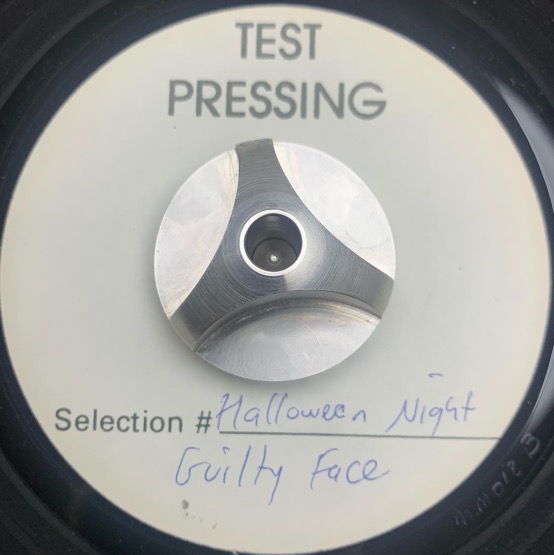 TEST
PRESSING
Selection # Halloween Night
Guilty Face